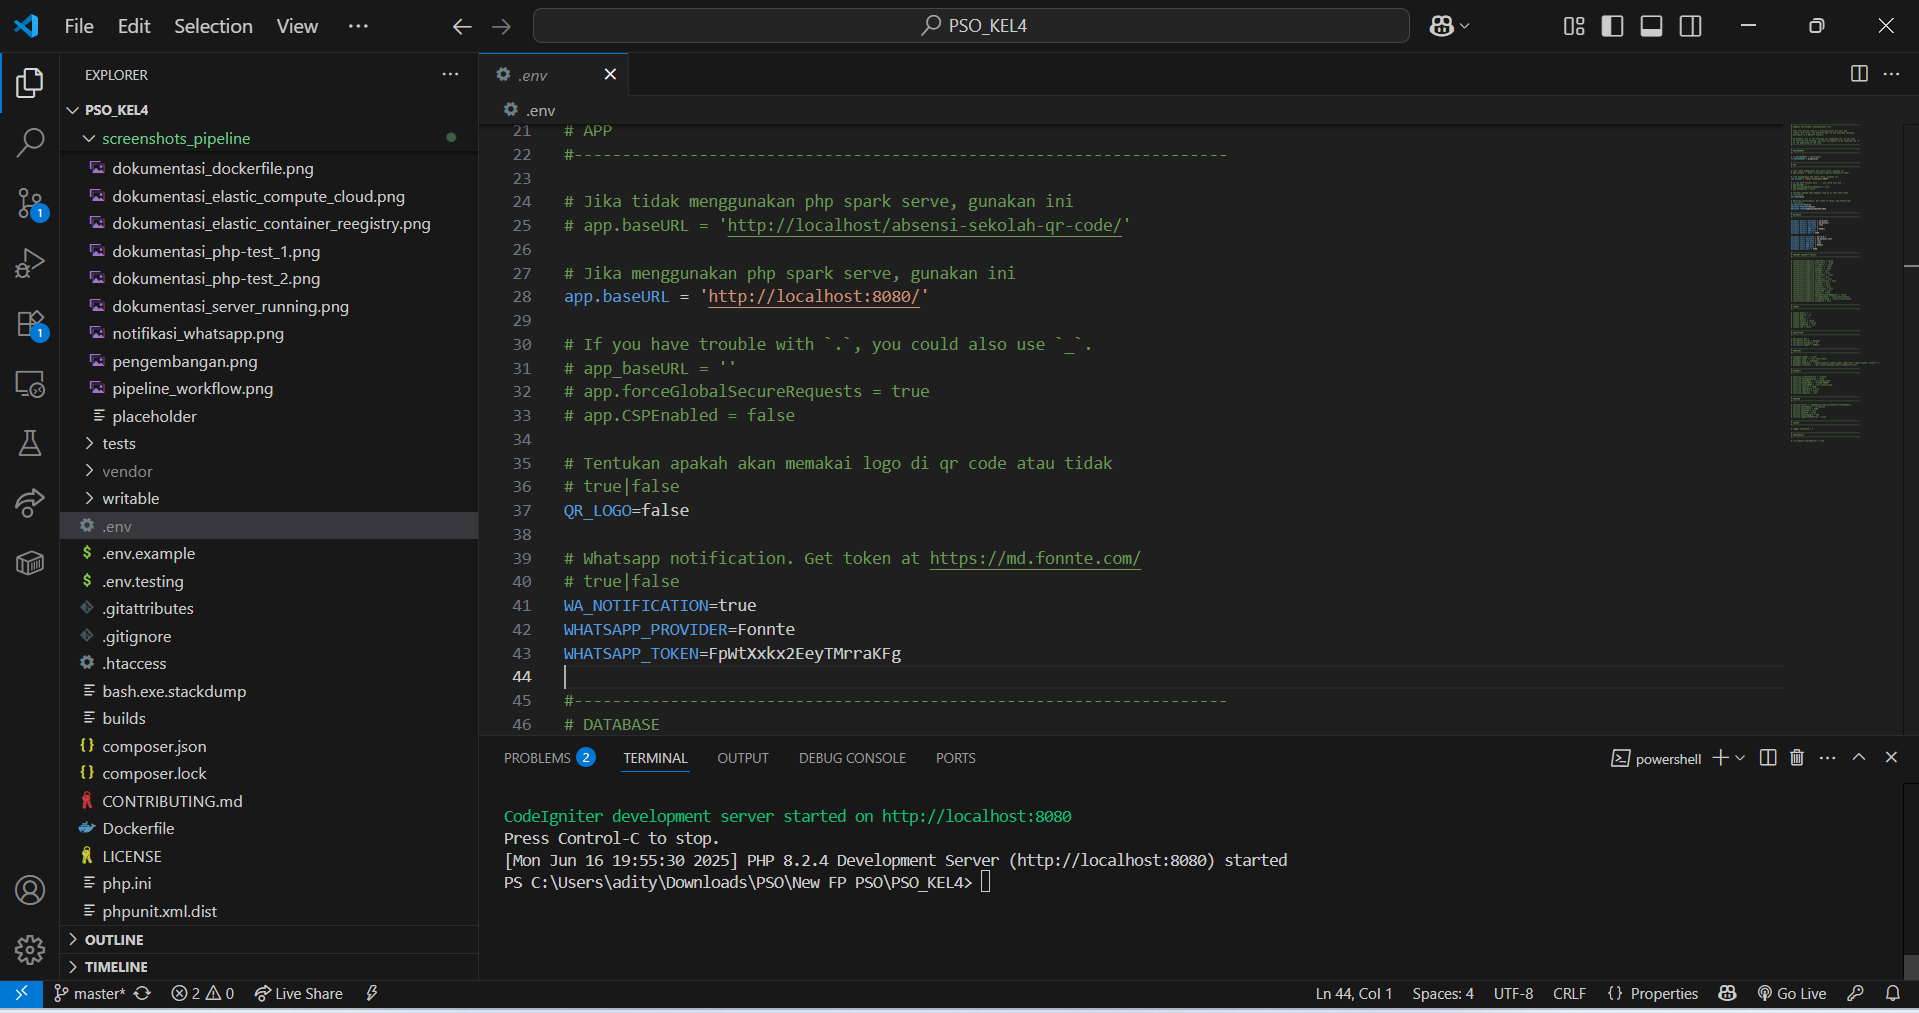 File Edit Selection View ···
PSO_KEL4
EXPLORER
PSO_KEL4
screenshots_pipeline
dokumentasi_dockerfile.png
dokumentasi_elastic_compute_cloud.png
dokumentasi_elastic_container_reegistry.png
dokumentasi_php-test_1.png
dokumentasi_php-test_2.png
dokumentasi_server_running.png
notifikasi_whatsapp.png
pengembangan.png
pipeline_workflow.png
placeholder
tests
vendor
writable
.env
.env.example
.env.testing
.gitattributes
.gitignore
.htaccess
bash.exe.stackdump
builds
composer.json
composer.lock
CONTRIBUTING.md
Dockerfile
LICENSE
php.ini
phpunit.xml.dist
OUTLINE
TIMELINE
1
1
.env
.env
21 # APP
22 #--------------------------------------------------------------------
23
24 # Jika tidak menggunakan php spark serve, gunakan ini
25 # app.baseURL = 'http://localhost/absensi-sekolah-qr-code/'
26
27 # Jika menggunakan php spark serve, gunakan ini
28 app.baseURL = 'http://localhost:8080/'
29
30 # If you have trouble with `.`, you could also use `_`.
31 # app_baseURL = ''
32 # app.forceGlobalSecureRequests = true
33 # app.CSPEnabled = false
34
35 # Tentukan apakah akan memakai logo di qr code atau tidak
36 # true|false
37 QR_LOGO=false
38
39 # Whatsapp notification. Get token at https://md.fonnte.com/
40 # true|false
41 WA_NOTIFICATION=true
42 WHATSAPP_PROVIDER=Fonnte
43 WHATSAPP_TOKEN=FpWtXxkx2EeyTMrraKFg
44
45 #--------------------------------------------------------------------
46 # DATABASE
PROBLEMS 2 TERMINAL OUTPUT DEBUG CONSOLE PORTS
powershell
CodeIgniter development server started on http://localhost:8080
Press Control-C to stop.
[Mon Jun 16 19:55:30 2025] PHP 8.2.4 Development Server (http://localhost:8080) started
PS C:\Users\adity\Downloads\PSO\New FP PSO\PSO_KEL4>
master* 2 0 Live Share
Ln 44, Col 1 Spaces: 4 UTF-8 CRLF {} Properties Go Live